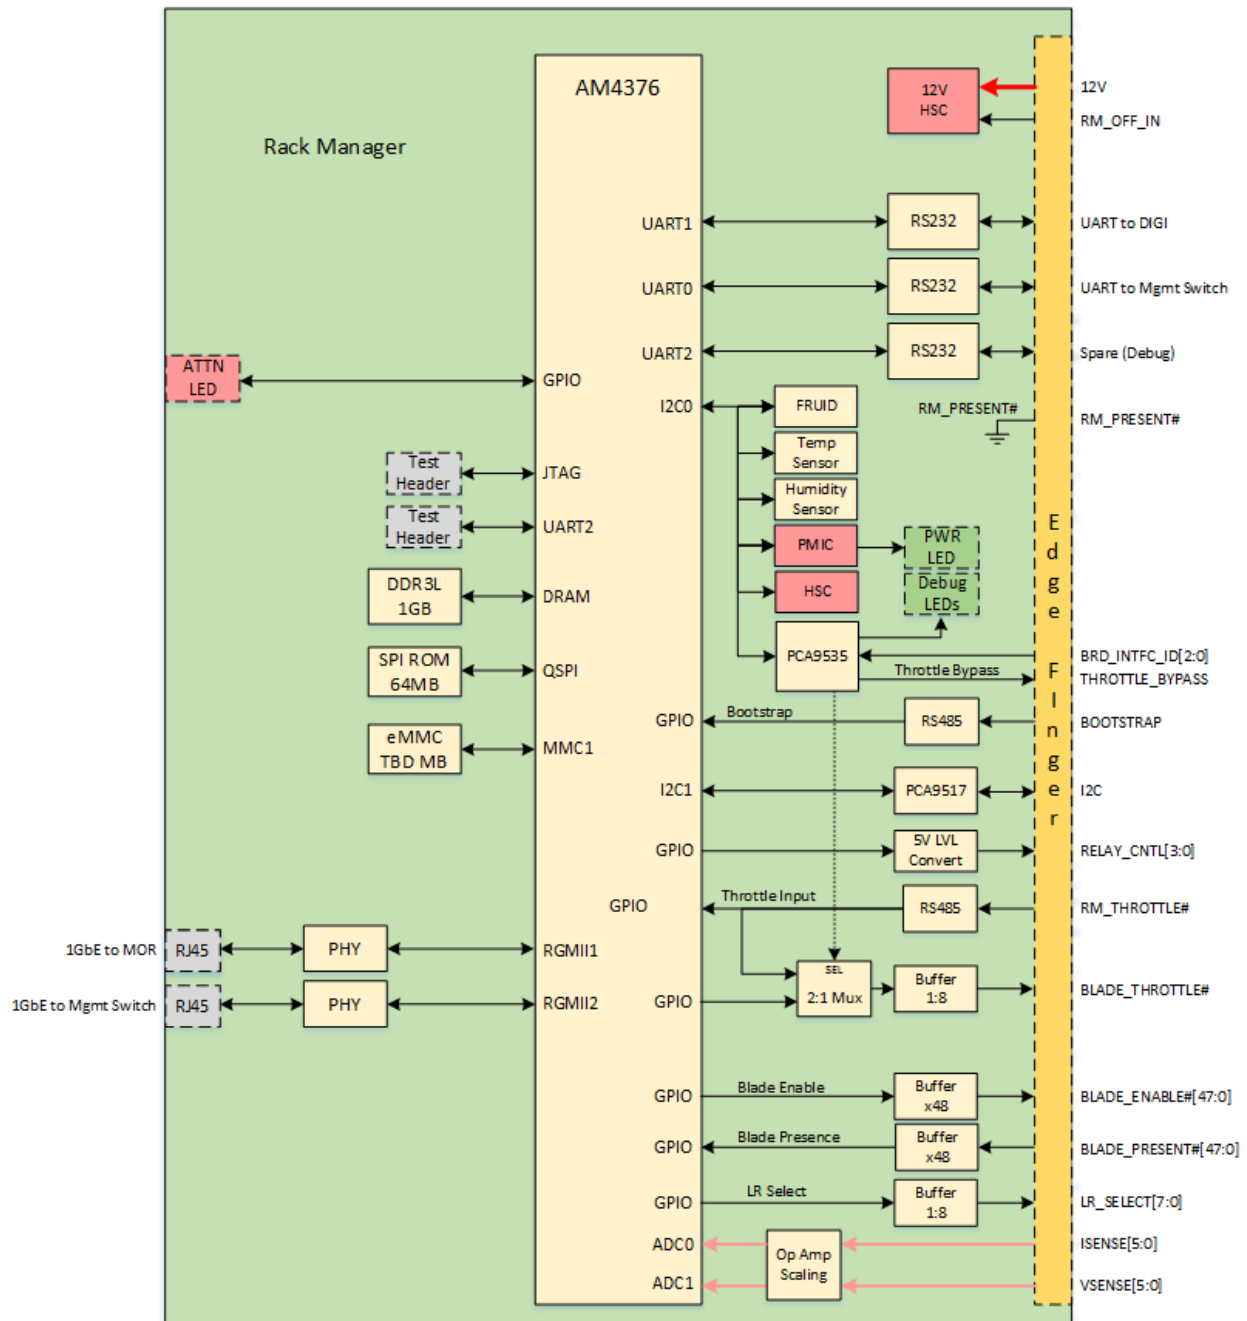 AM4376
12V
HSC
12V
RM_OFF_IN
Rack Manager
UART1
RS232
UART to DIGI
UART0
RS232
UART to Mgmt Switch
UART2
RS232
Spare (Debug)
ATTN
LED
GPIO
I2C0
FRUID
RM_PRESENT#
RM_PRESENT#
Temp
Sensor
Test
Header
JTAG
Humidity
Sensor
Test
Header
UART2
PMIC
PWR
LED
DDR3L
1GB
DRAM
HSC
Debug
LEDs
Edge FInger
SPI ROM
64MB
QSPI
PCA9535
Throttle Bypass
BRD_INTFC_ID[2:0]
THROTTLE_BYPASS
GPIO
Bootstrap
RS485
BOOTSTRAP
eMMC
TBD MB
MMC1
I2C1
PCA9517
I2C
GPIO
5V LVL
Convert
RELAY_CNTL[3:0]
GPIO
Throttle Input
RS485
RM_THROTTLE#
1GbE to MOR
RJ45
PHY
RGMII1
SEL
2:1 Mux
Buffer
1:8
BLADE_THROTTLE#
1GbE to Mgmt Switch
RJ45
PHY
RGMII2
GPIO
GPIO
Blade Enable
Buffer
x48
BLADE_ENABLE#[47:0]
GPIO
Blade Presence
Buffer
x48
BLADE_PRESENT#[47:0]
GPIO
LR Select
Buffer
1:8
LR_SELECT[7:0]
ADC0
Op Amp
Scaling
ISENSE[5:0]
ADC1
VSENSE[5:0]